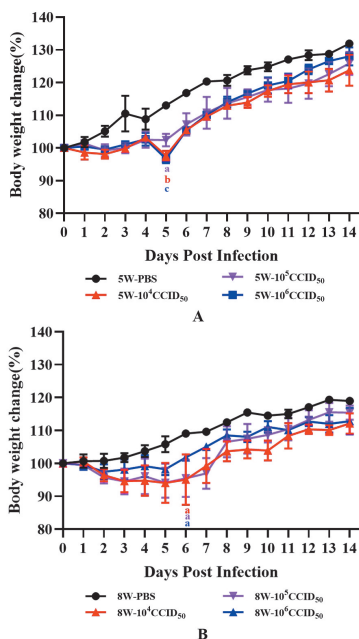 Body weight change(%)
140
130
120
110
100
90
80
a
b
c
0 1 2 3 4 5 6 7 8 9 10 11 12 13 14
Days Post Infection
5W-PBS 5W-10⁵CCID₅₀
5W-10⁴CCID₅₀ 5W-10⁶CCID₅₀
A
Body weight change(%)
140
130
120
110
100
90
80
a
a
a
0 1 2 3 4 5 6 7 8 9 10 11 12 13 14
Days Post Infection
8W-PBS 8W-10⁵CCID₅₀
8W-10⁴CCID₅₀ 8W-10⁶CCID₅₀
B